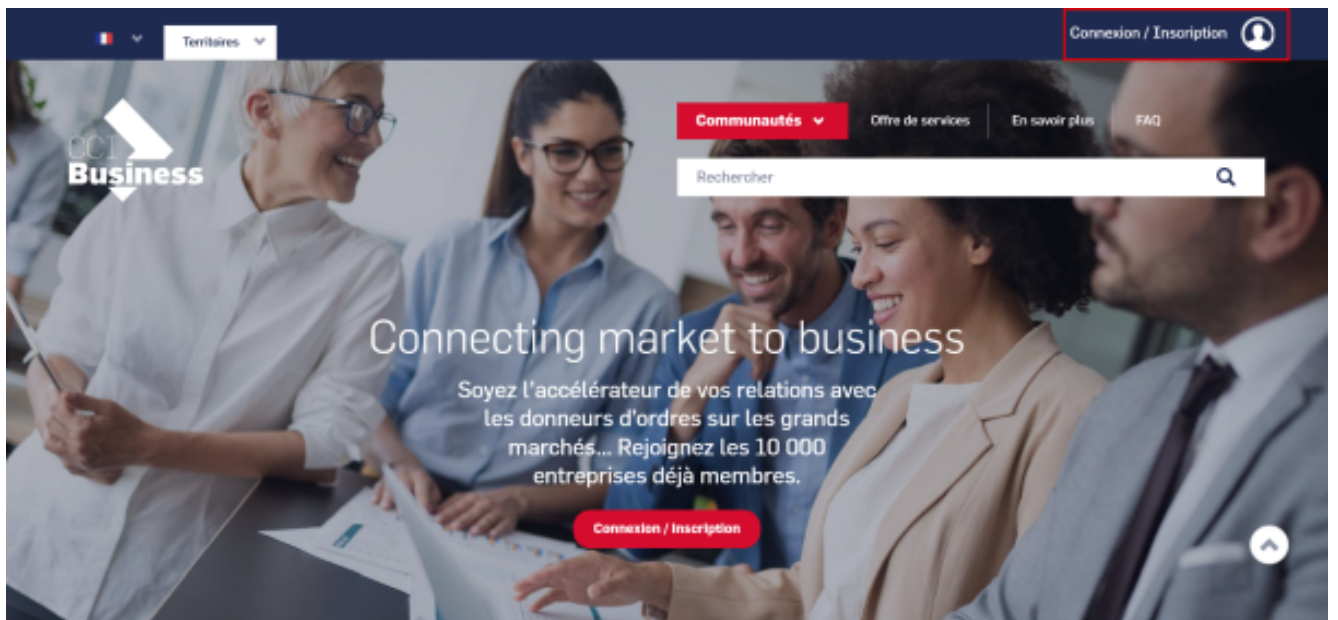 Territoires
Connexion / Inscription
CCI
Business
Communautés
Offre de services
En savoir plus
FAQ
Rechercher
Connecting market to business
Soyez l'accélérateur de vos relations avec
les donneurs d'ordres sur les grands
marchés... Rejoignez les 10 000
entreprises déjà membres.
Connexion / Inscription